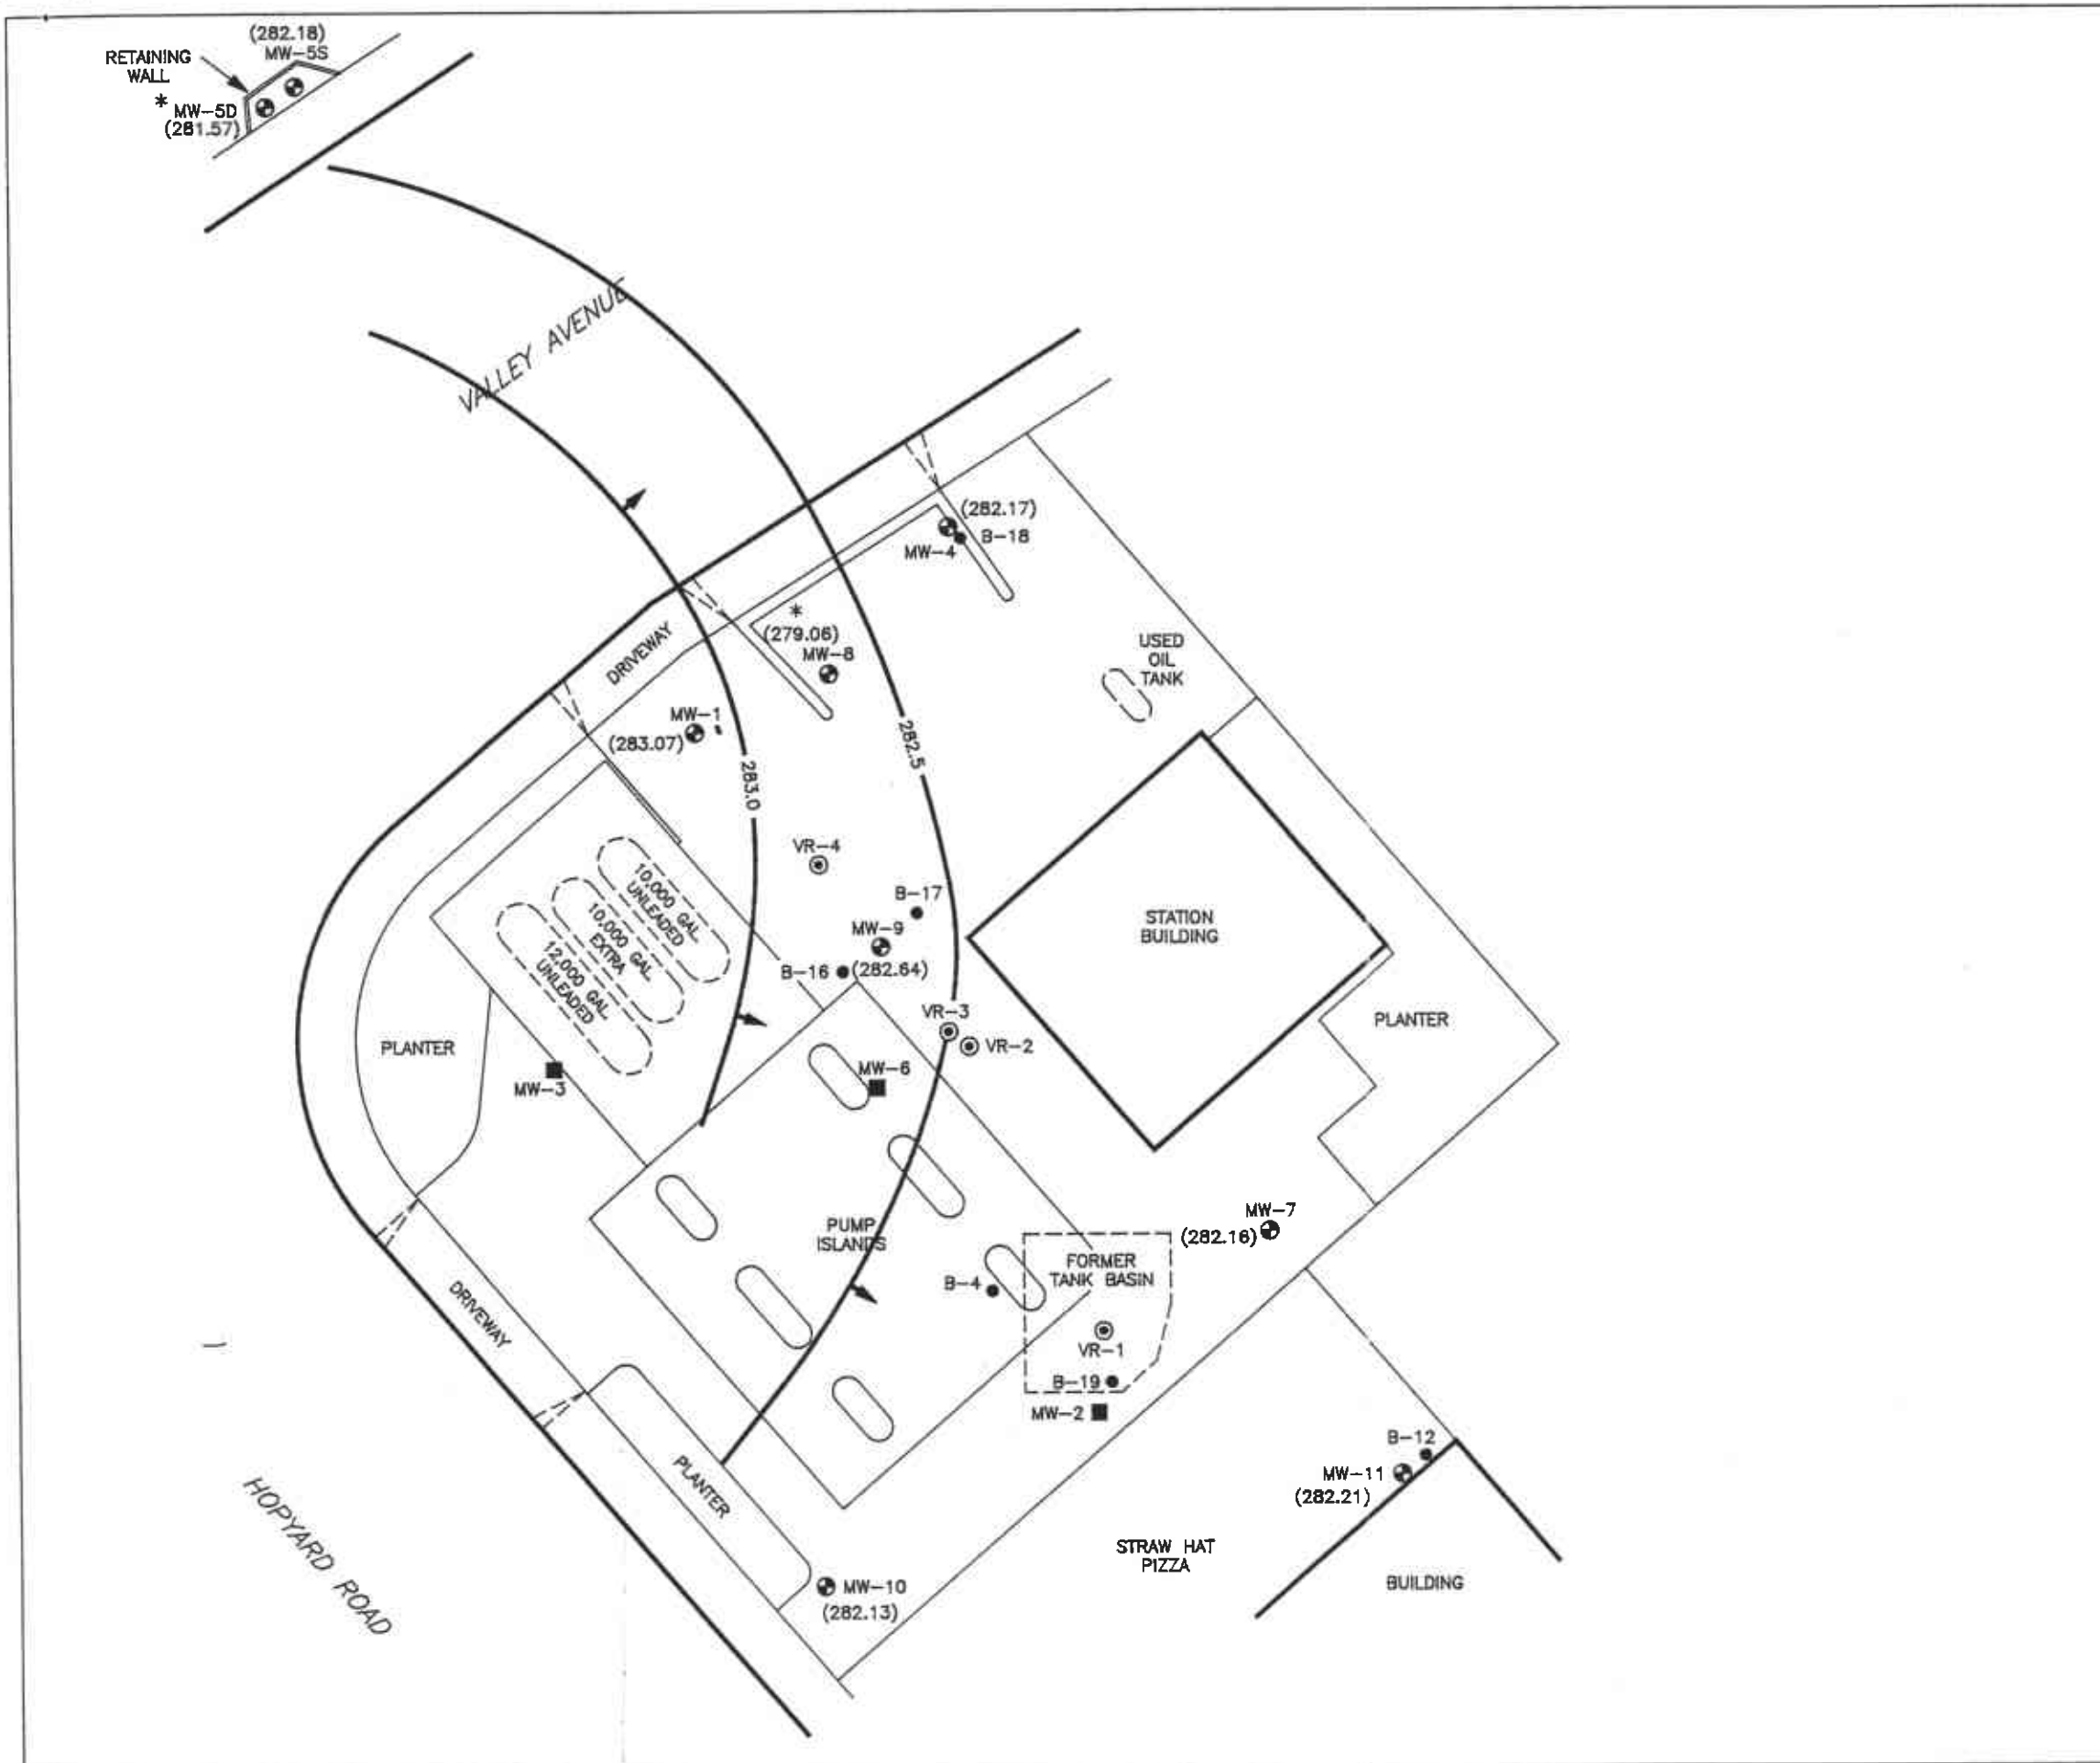 (282.18)
MW-5S
RETAINING
WALL
*
MW-5D
(281.57)
VALLEY AVENUE
(282.17)
MW-4
B-18
*
(279.06)
MW-8
DRIVEWAY
USED
OIL
TANK
MW-1
(283.07)
282.5
283.0
VR-4
10,000 GAL.
UNLEADED
10,000 GAL.
EXTRA
12,000 GAL.
UNLEADED
B-17
MW-9
B-16
(282.64)
STATION
BUILDING
VR-3
VR-2
PLANTER
PLANTER
MW-3
MW-6
MW-7
(282.16)
PUMP
ISLANDS
FORMER
TANK BASIN
B-4
DRIVEWAY
VR-1
B-19
MW-2
B-12
MW-11
(282.21)
PLANTER
HOPYARD ROAD
STRAW HAT
PIZZA
BUILDING
MW-10
(282.13)